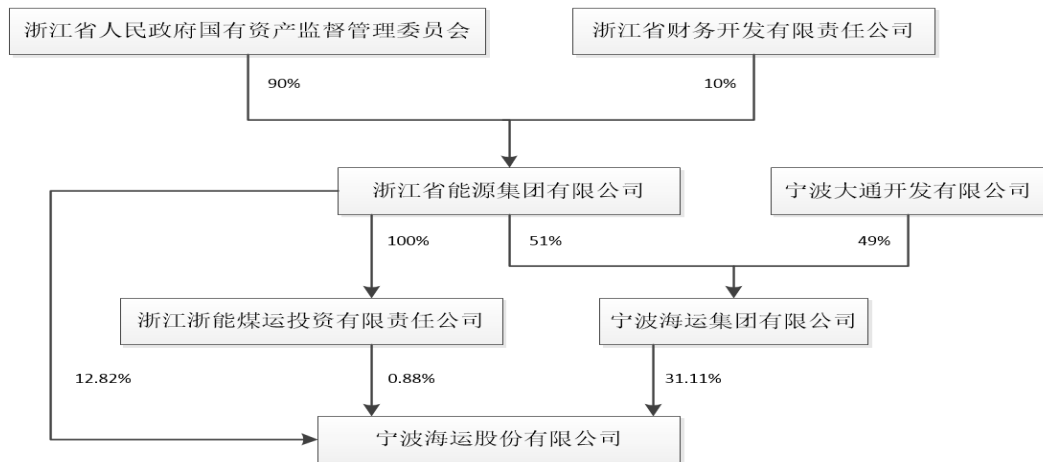 浙江省人民政府国有资产监督管理委员会
浙江省财务开发有限责任公司
90%
10%
浙江省能源集团有限公司
宁波大通开发有限公司
100%
51%
49%
浙江浙能煤运投资有限责任公司
宁波海运集团有限公司
12.82%
0.88%
31.11%
宁波海运股份有限公司